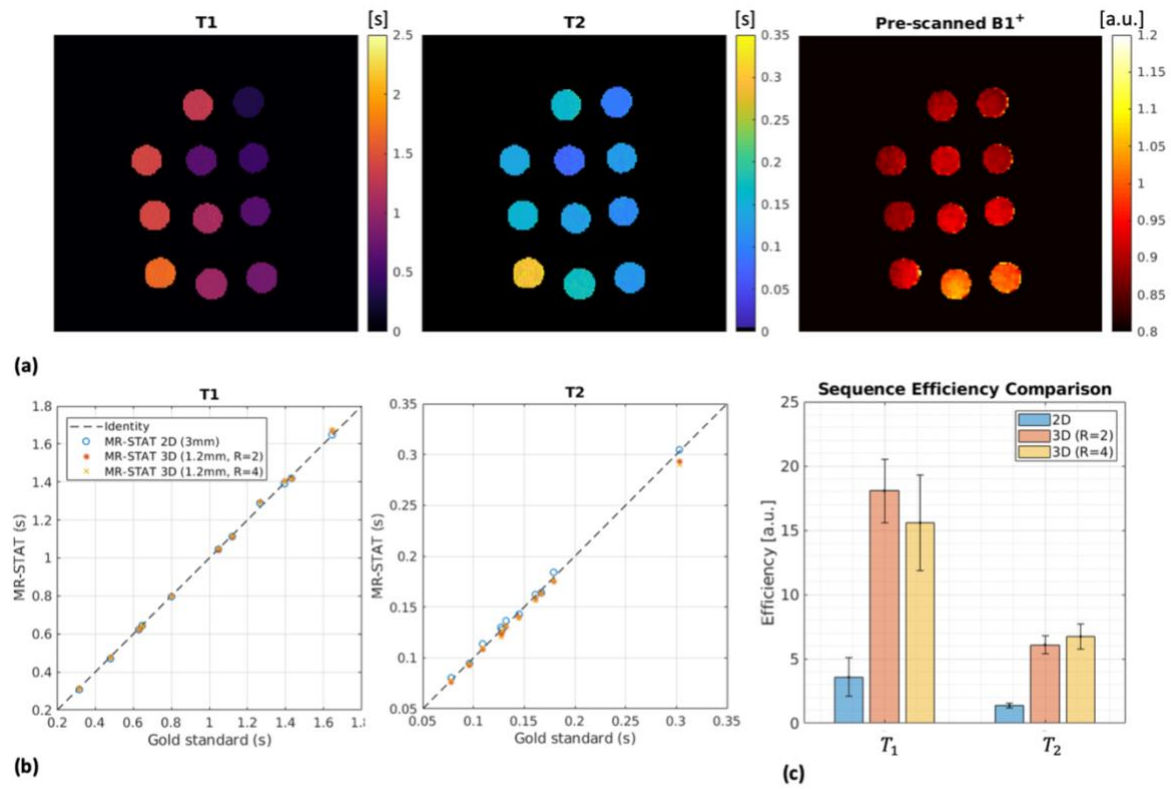 T1
[s]
2.5
2
1.5
1
0.5
0
T2
[s]
0.35
0.3
0.25
0.2
0.15
0.1
0.05
0
Pre-scanned B1+
[a.u.]
1.2
1.15
1.1
1.05
1
0.95
0.9
0.85
0.8
(a)
T1
1.8
1.6
1.4
1.2
1
0.8
0.6
0.4
0.2
MR-STAT (s)
Identity
MR-STAT 2D (3mm)
MR-STAT 3D (1.2mm, R=2)
MR-STAT 3D (1.2mm, R=4)
0.2 0.4 0.6 0.8 1 1.2 1.4 1.6
Gold standard (s)
T2
0.35
0.3
0.25
0.2
0.15
0.1
0.05
MR-STAT (s)
0.05 0.1 0.15 0.2 0.25 0.3 0.35
Gold standard (s)
(b)
Sequence Efficiency Comparison
25
20
15
10
5
0
Efficiency [a.u.]
2D
3D (R=2)
3D (R=4)
T1 T2
(c)